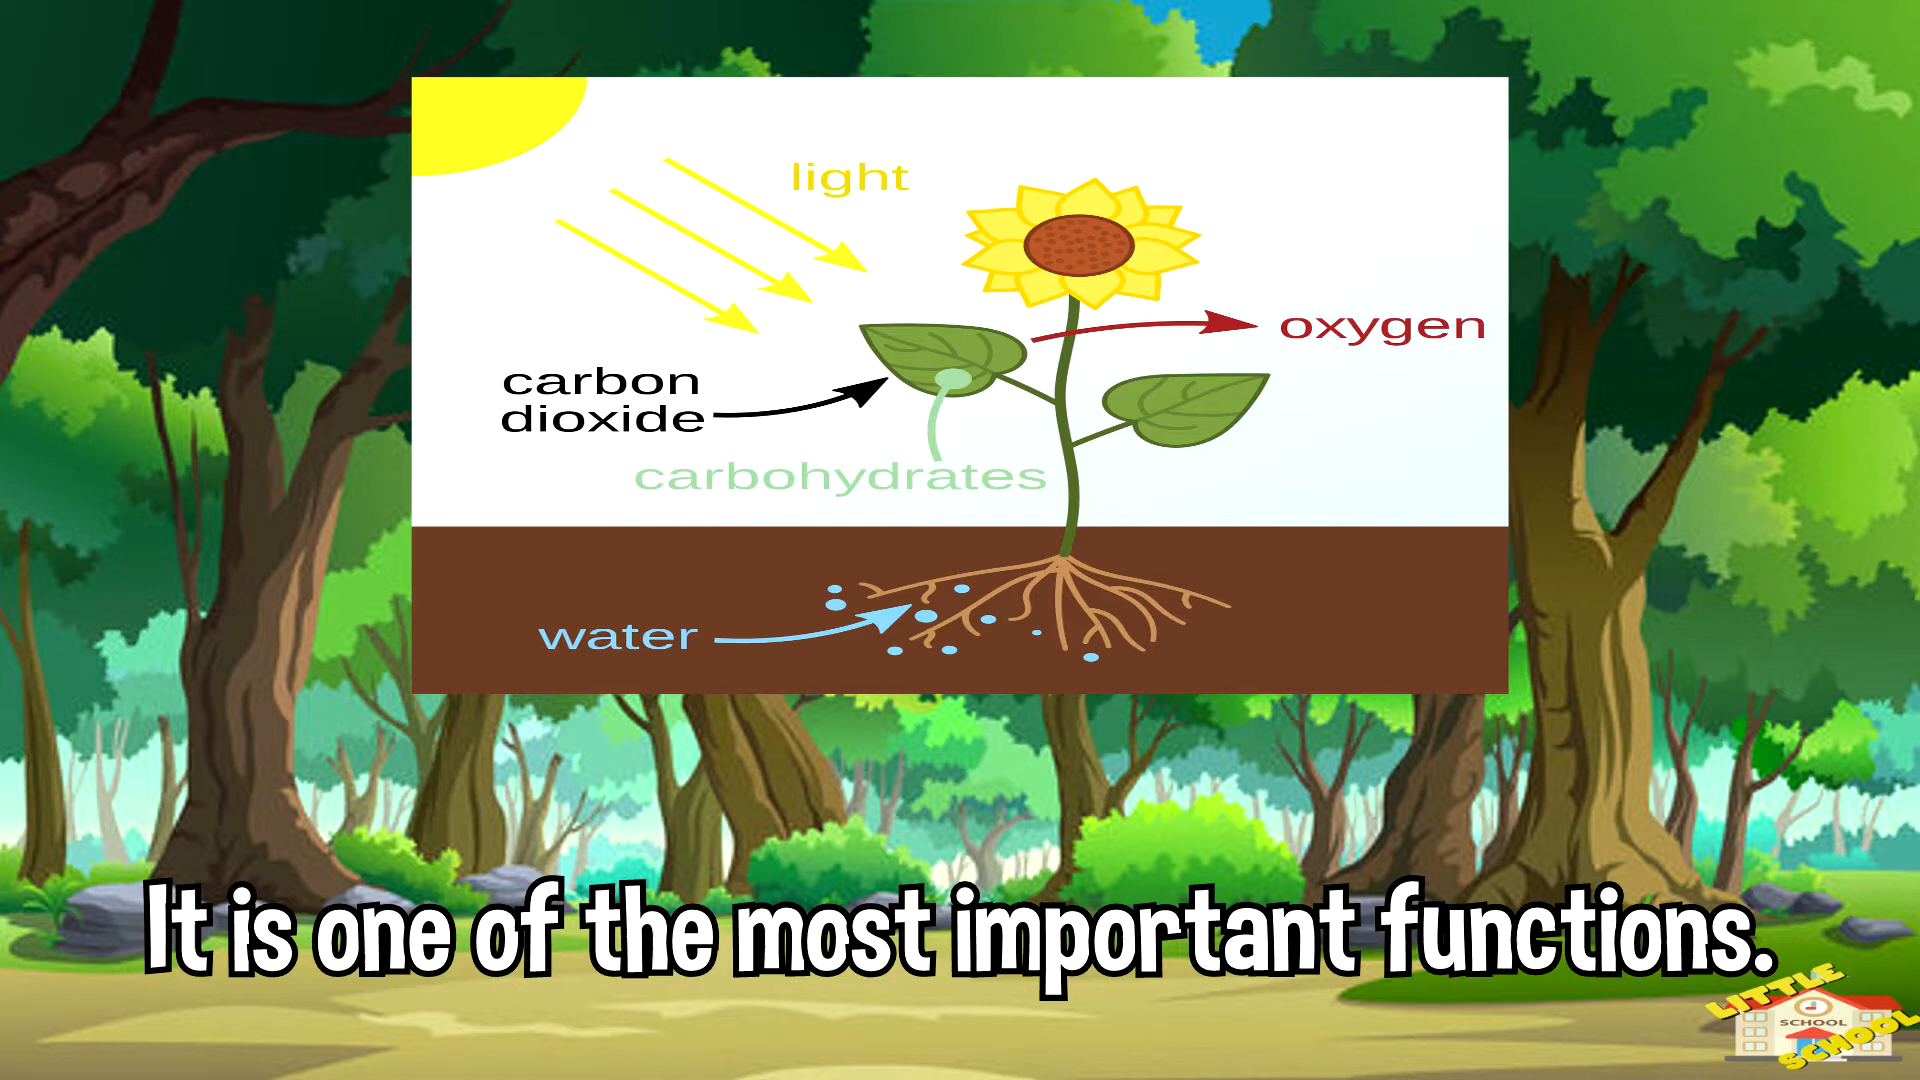 light
oxygen
carbon
dioxide
carbohydrates
water
It is one of the most important functions.
LITTLE
SCHOOL
SCHOOL